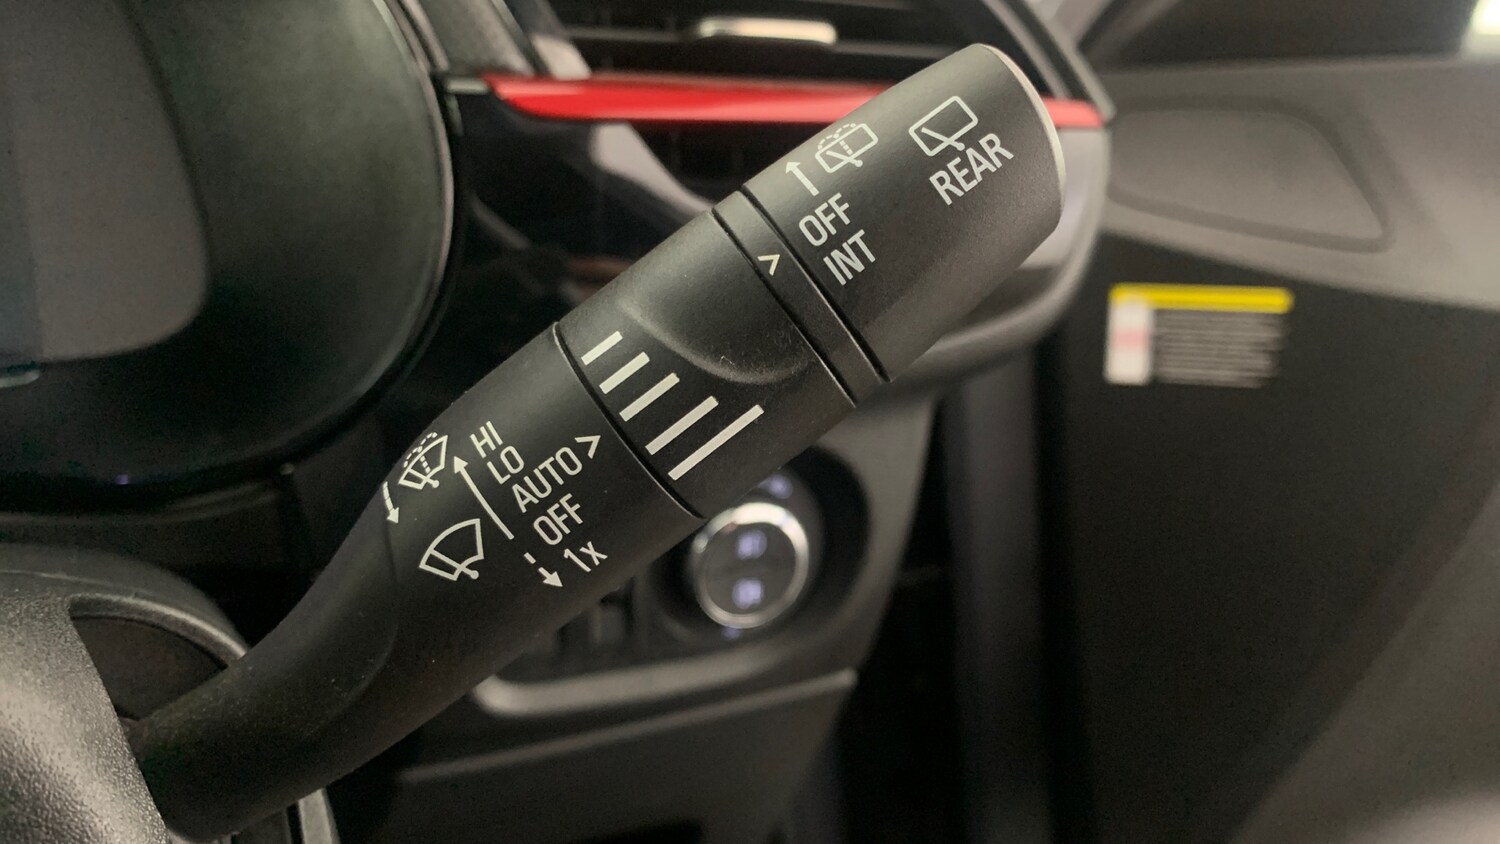 REAR
OFF
INT
HI
LO
AUTO
OFF
1x